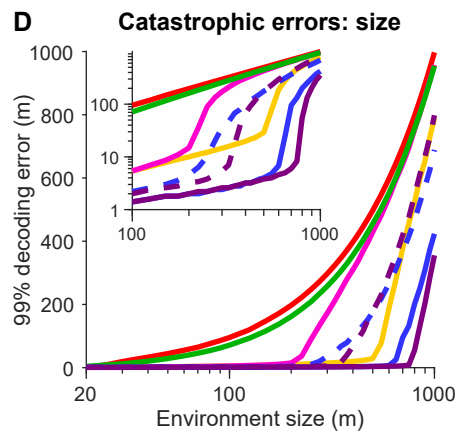 D Catastrophic errors: size
99% decoding error (m)
1000
800
600
400
200
0
100
10
1
100 1000
20 100 1000
Environment size (m)